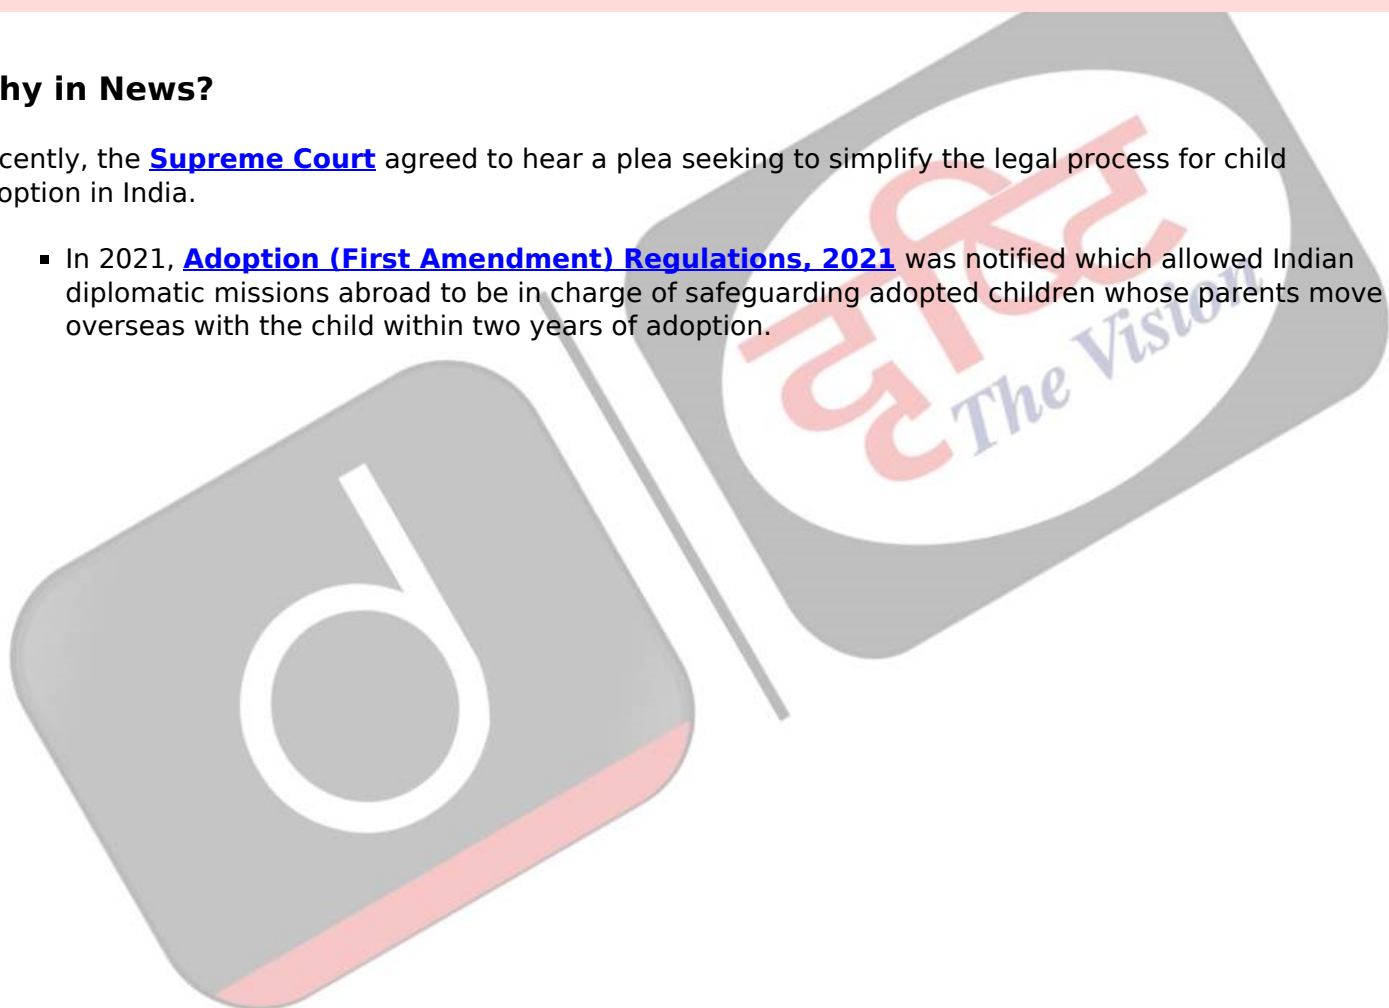 hy in News?
cently, the Supreme Court agreed to hear a plea seeking to simplify the legal process for child
option in India.
▪ In 2021, Adoption (First Amendment) Regulations, 2021 was notified which allowed Indian
diplomatic missions abroad to be in charge of safeguarding adopted children whose parents move
overseas with the child within two years of adoption.
दृष्टि
The Vision
d